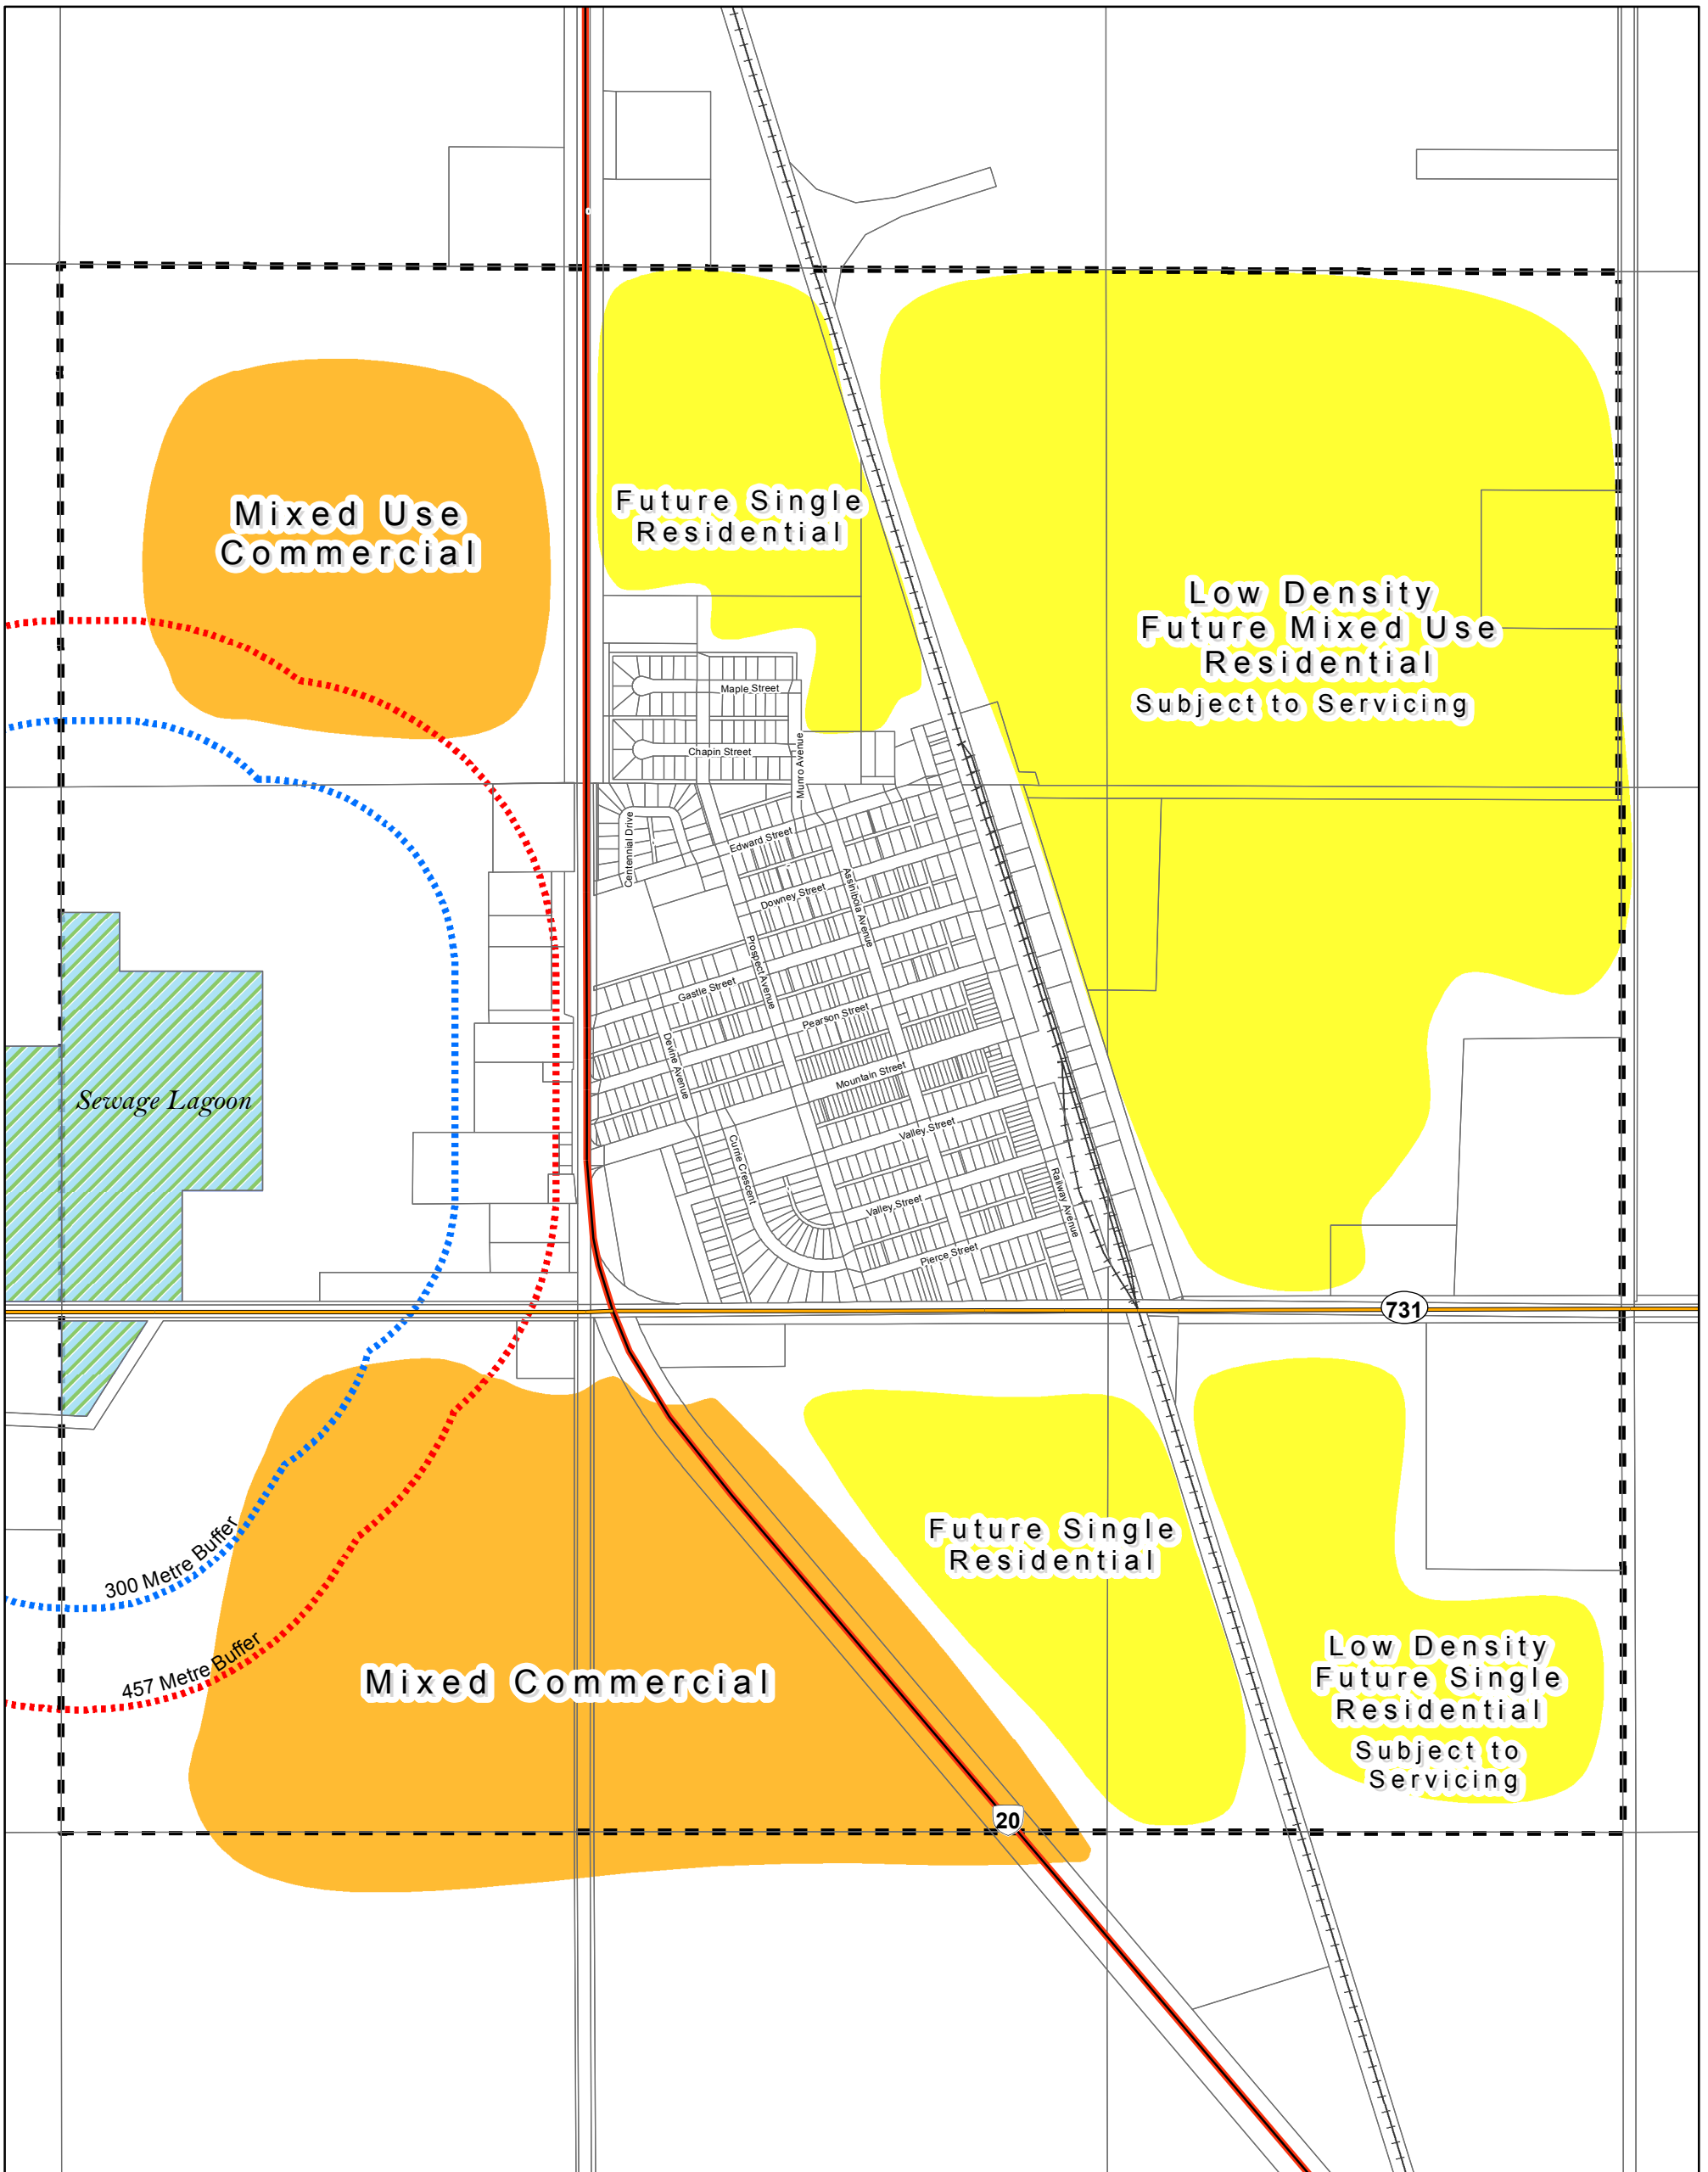 Mixed Use
Commercial
Future Single
Residential
Low Density
Future Mixed Use
Residential
Subject to Servicing
Maple Street
Chapin Street
Munro Avenue
Centennial Drive
Edward Street
Downey Street
Assiniboia Avenue
Prospect Avenue
Gastle Street
Pearson Street
Devine Avenue
Mountain Street
Sewage Lagoon
Valley Street
Currie Crescent
Railway Avenue
Valley Street
Pierce Street
731
Future Single
Residential
300 Metre Buffer
457 Metre Buffer
Mixed Commercial
Low Density
Future Single
Residential
Subject to
Servicing
20